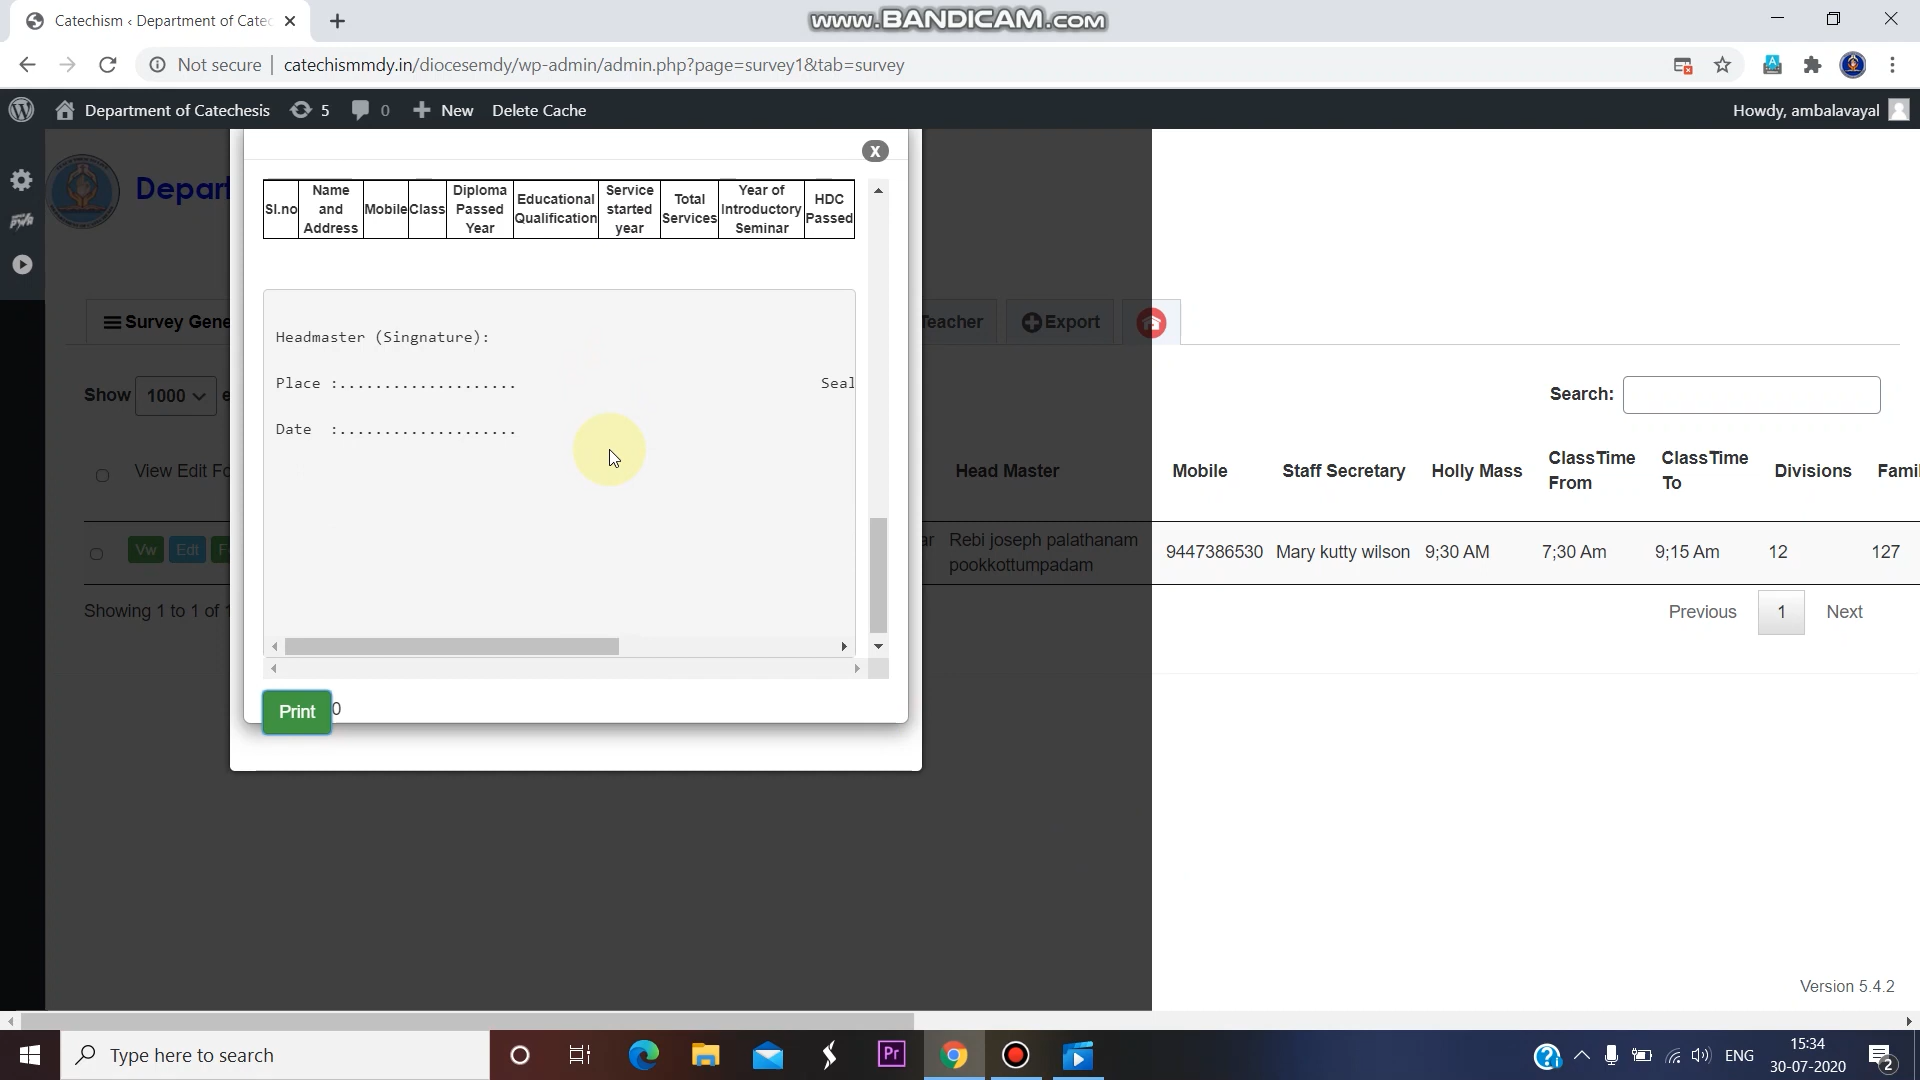 Catechism ‹ Department of Catec
www.BANDICAM.com
Not secure
catechismmdy.in/diocesemdy/wp-admin/admin.php?page=survey1&tab=survey
Department of Catechesis
5
0
New
Delete Cache
Howdy, ambalavayal
Depart
X
Sl.no
Name and Address
Mobile
Class
Diploma Passed Year
Educational Qualification
Service started year
Total Services
Year of Introductory Seminar
HDC Passed
Headmaster (Singnature):
Place :.................... Seal
Date :....................
Print
0
Survey Gene
Teacher
Export
Show 1000 e
Search:
View Edit Fo
Head Master
Mobile
Staff Secretary
Holly Mass
ClassTime From
ClassTime To
Divisions
Famil
Vw
Edt
F
ar
Rebi joseph palathanam pookkottumpadam
9447386530
Mary kutty wilson
9;30 AM
7;30 Am
9;15 Am
12
127
Showing 1 to 1 of
Previous
1
Next
Version 5.4.2
Type here to search
Pr
ENG
15:34
30-07-2020
2